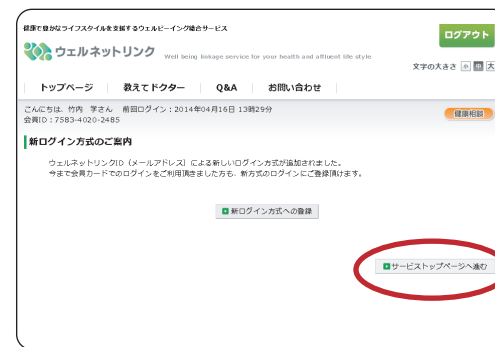 健康で豊かなライフスタイルを支援するウェルビーイング総合サービス
ログアウト
ウェルネットリンク Well being linkage service for your health and affluent life style
文字の大きさ 小 中 大
トップページ 教えてドクター Q&A お問い合わせ
こんにちは、竹内 学さん 前回ログイン：2014年04月16日 13時29分
会員ID：7583-4020-2485
健康相談
新ログイン方式のご案内
ウェルネットリンクID（メールアドレス）による新しいログイン方式が追加されました。
今まで会員カードでのログインをご利用頂きました方も、新方式のログインにご登録頂けます。
新ログイン方式への登録
サービストップページへ進む